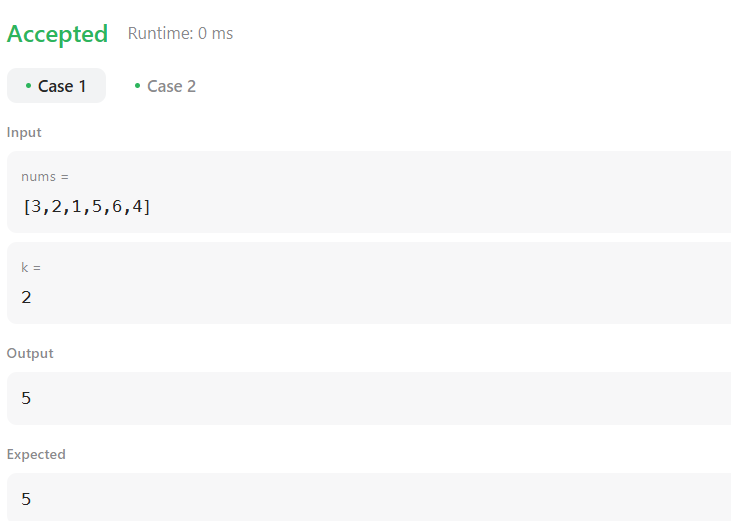 Accepted Runtime: 0 ms
• Case 1 • Case 2
Input
nums =
[3,2,1,5,6,4]
k =
2
Output
5
Expected
5